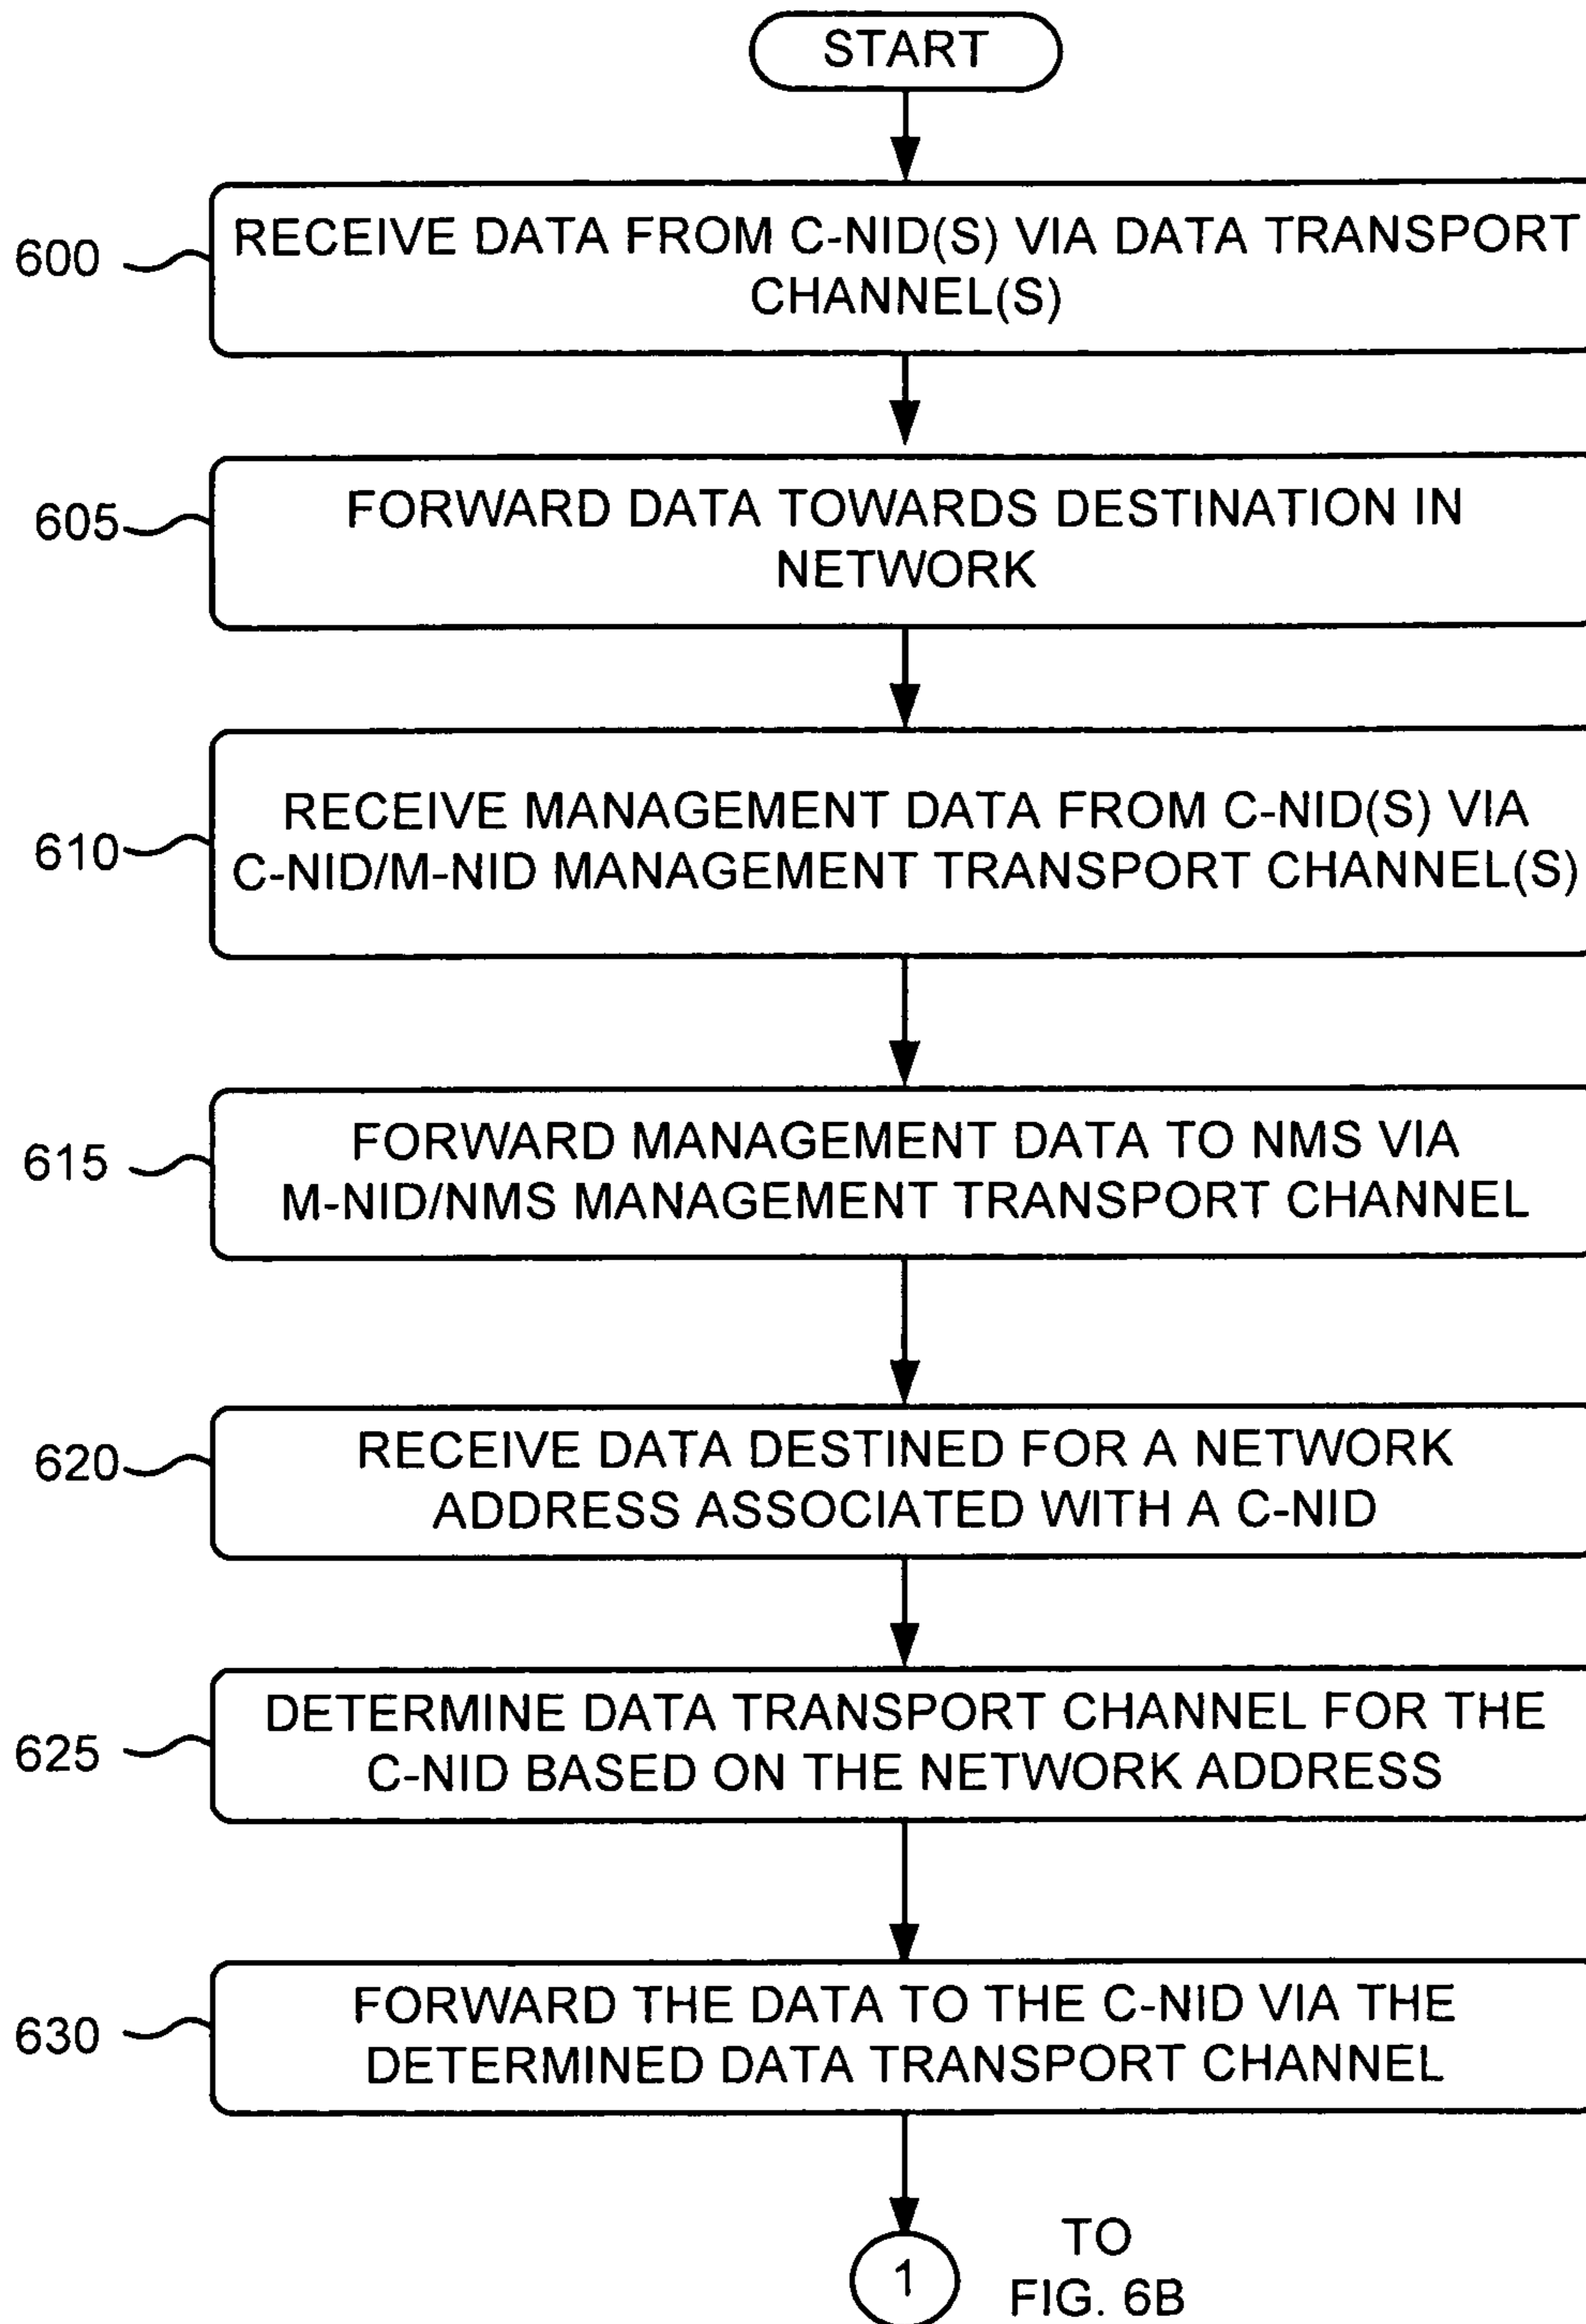 START
600
RECEIVE DATA FROM C-NID(S) VIA DATA TRANSPORT
CHANNEL(S)
605
FORWARD DATA TOWARDS DESTINATION IN
NETWORK
610
RECEIVE MANAGEMENT DATA FROM C-NID(S) VIA
C-NID/M-NID MANAGEMENT TRANSPORT CHANNEL(S)
615
FORWARD MANAGEMENT DATA TO NMS VIA
M-NID/NMS MANAGEMENT TRANSPORT CHANNEL
620
RECEIVE DATA DESTINED FOR A NETWORK
ADDRESS ASSOCIATED WITH A C-NID
625
DETERMINE DATA TRANSPORT CHANNEL FOR THE
C-NID BASED ON THE NETWORK ADDRESS
630
FORWARD THE DATA TO THE C-NID VIA THE
DETERMINED DATA TRANSPORT CHANNEL
1
TO
FIG. 6B